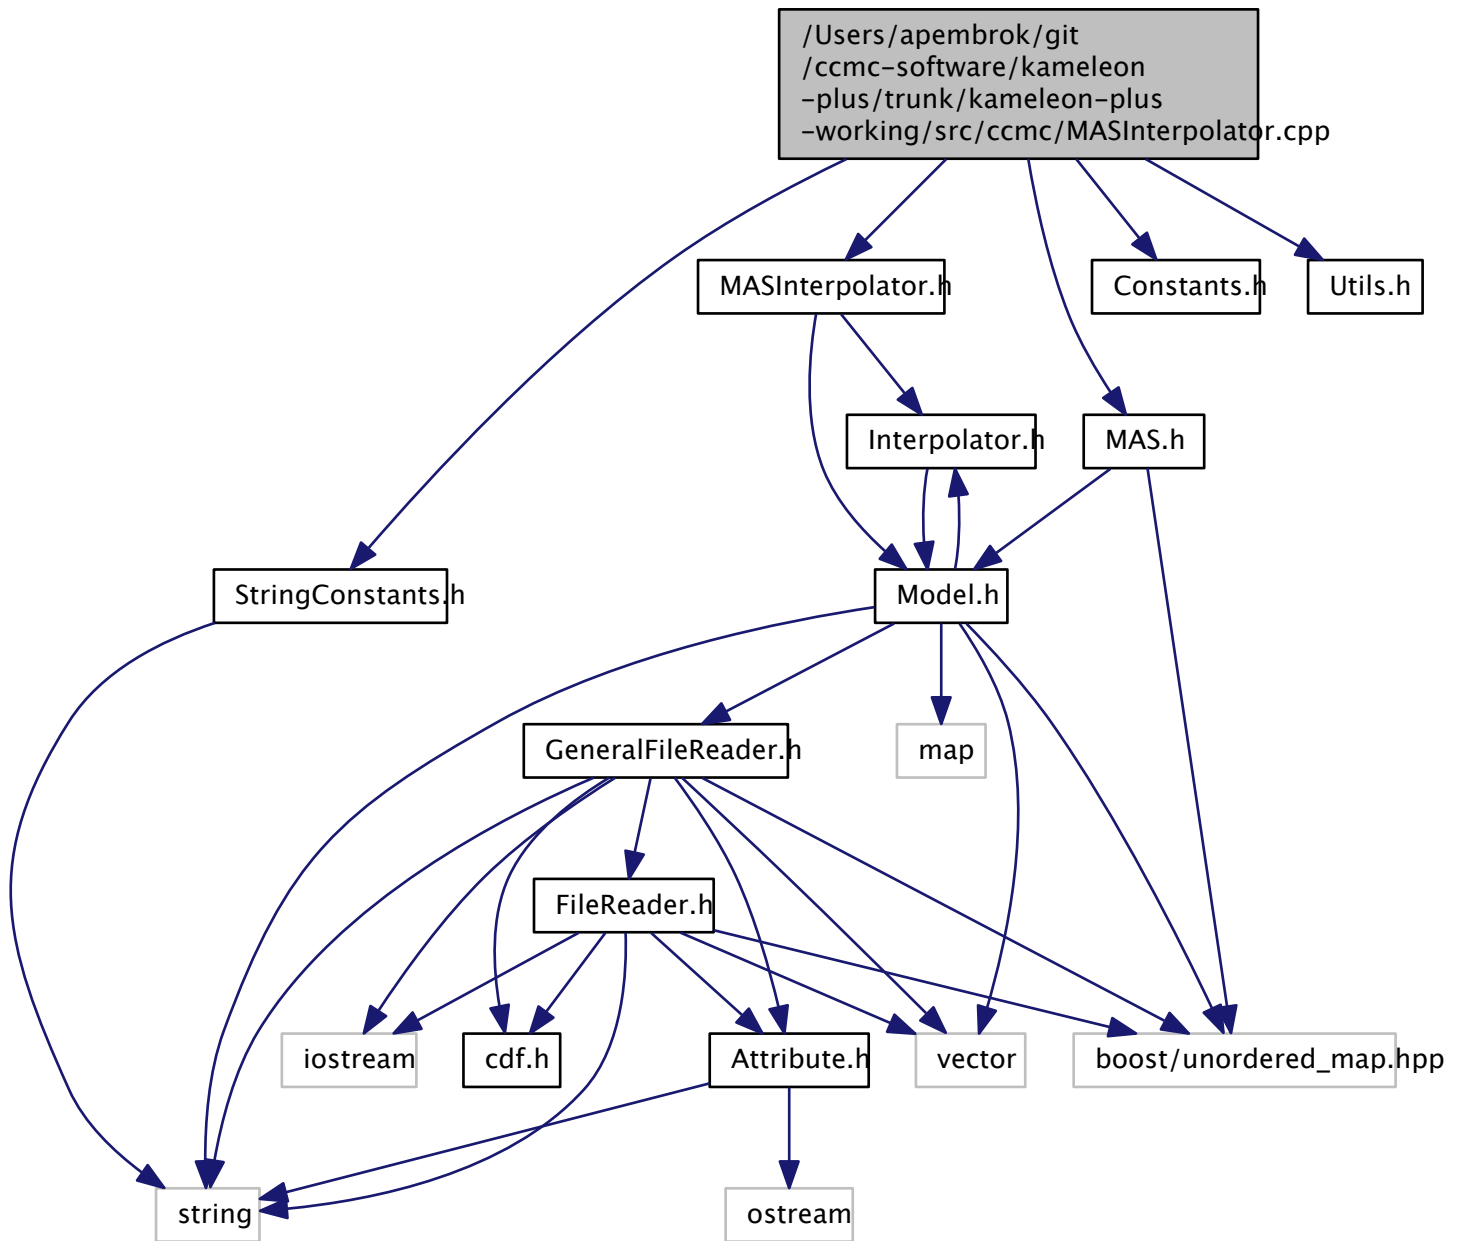 /Users/apembrok/git
/ccmc-software/kameleon
-plus/trunk/kameleon-plus
-working/src/ccmc/MASInterpolator.cpp
MASInterpolator.h
Constants.h
Utils.h
Interpolator.h
MAS.h
StringConstants.h
Model.h
GeneralFileReader.h
map
FileReader.h
iostream
cdf.h
Attribute.h
vector
boost/unordered_map.hpp
string
ostream